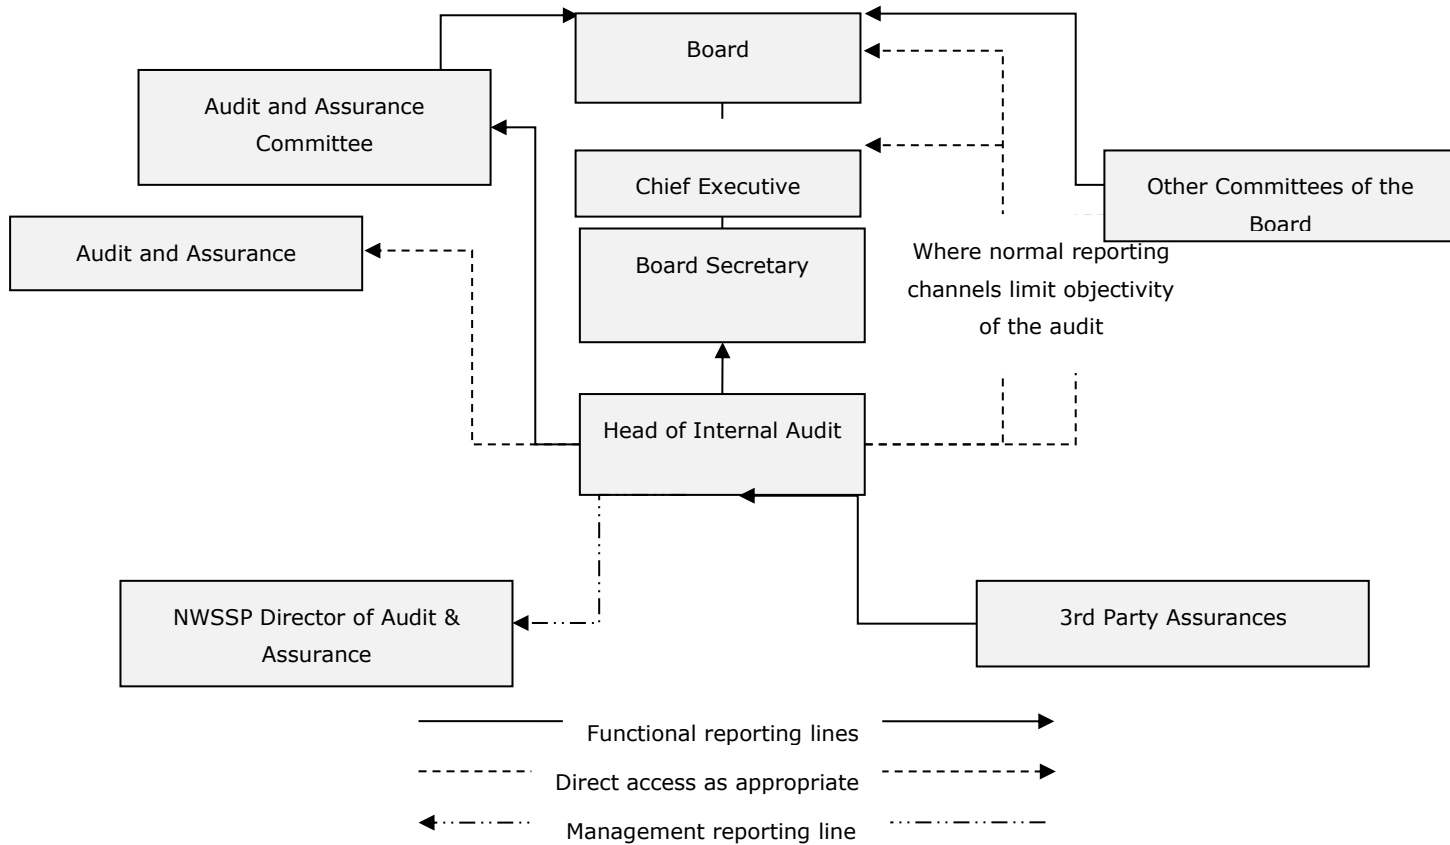 Board
Audit and Assurance
Committee
Chief Executive
Other Committees of the
Board
Audit and Assurance
Board Secretary
Where normal reporting
channels limit objectivity
of the audit
Head of Internal Audit
NWSSP Director of Audit &
Assurance
3rd Party Assurances
Functional reporting lines
Direct access as appropriate
Management reporting line